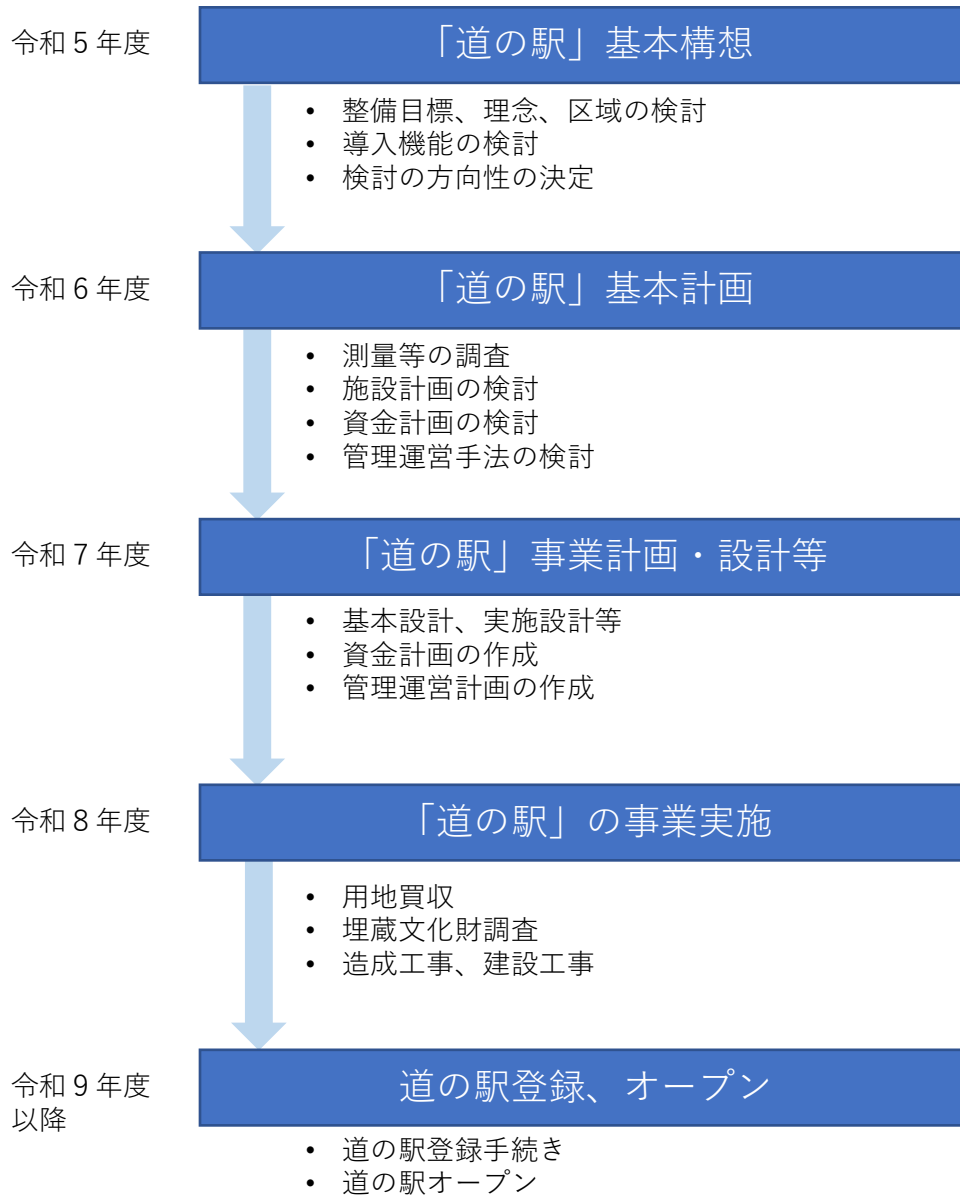 令和５年度
「道の駅」基本構想
• 整備目標、理念、区域の検討
• 導入機能の検討
• 検討の方向性の決定
令和６年度
「道の駅」基本計画
• 測量等の調査
• 施設計画の検討
• 資金計画の検討
• 管理運営手法の検討
令和７年度
「道の駅」事業計画・設計等
• 基本設計、実施設計等
• 資金計画の作成
• 管理運営計画の作成
令和８年度
「道の駅」の事業実施
• 用地買収
• 埋蔵文化財調査
• 造成工事、建設工事
令和９年度
以降
道の駅登録、オープン
• 道の駅登録手続き
• 道の駅オープン